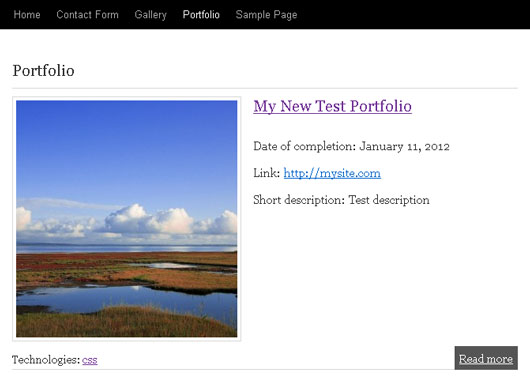 Home Contact Form Gallery Portfolio Sample Page
Portfolio
My New Test Portfolio
Date of completion: January 11, 2012
Link: http://mysite.com
Short description: Test description
Technologies: css
Read more